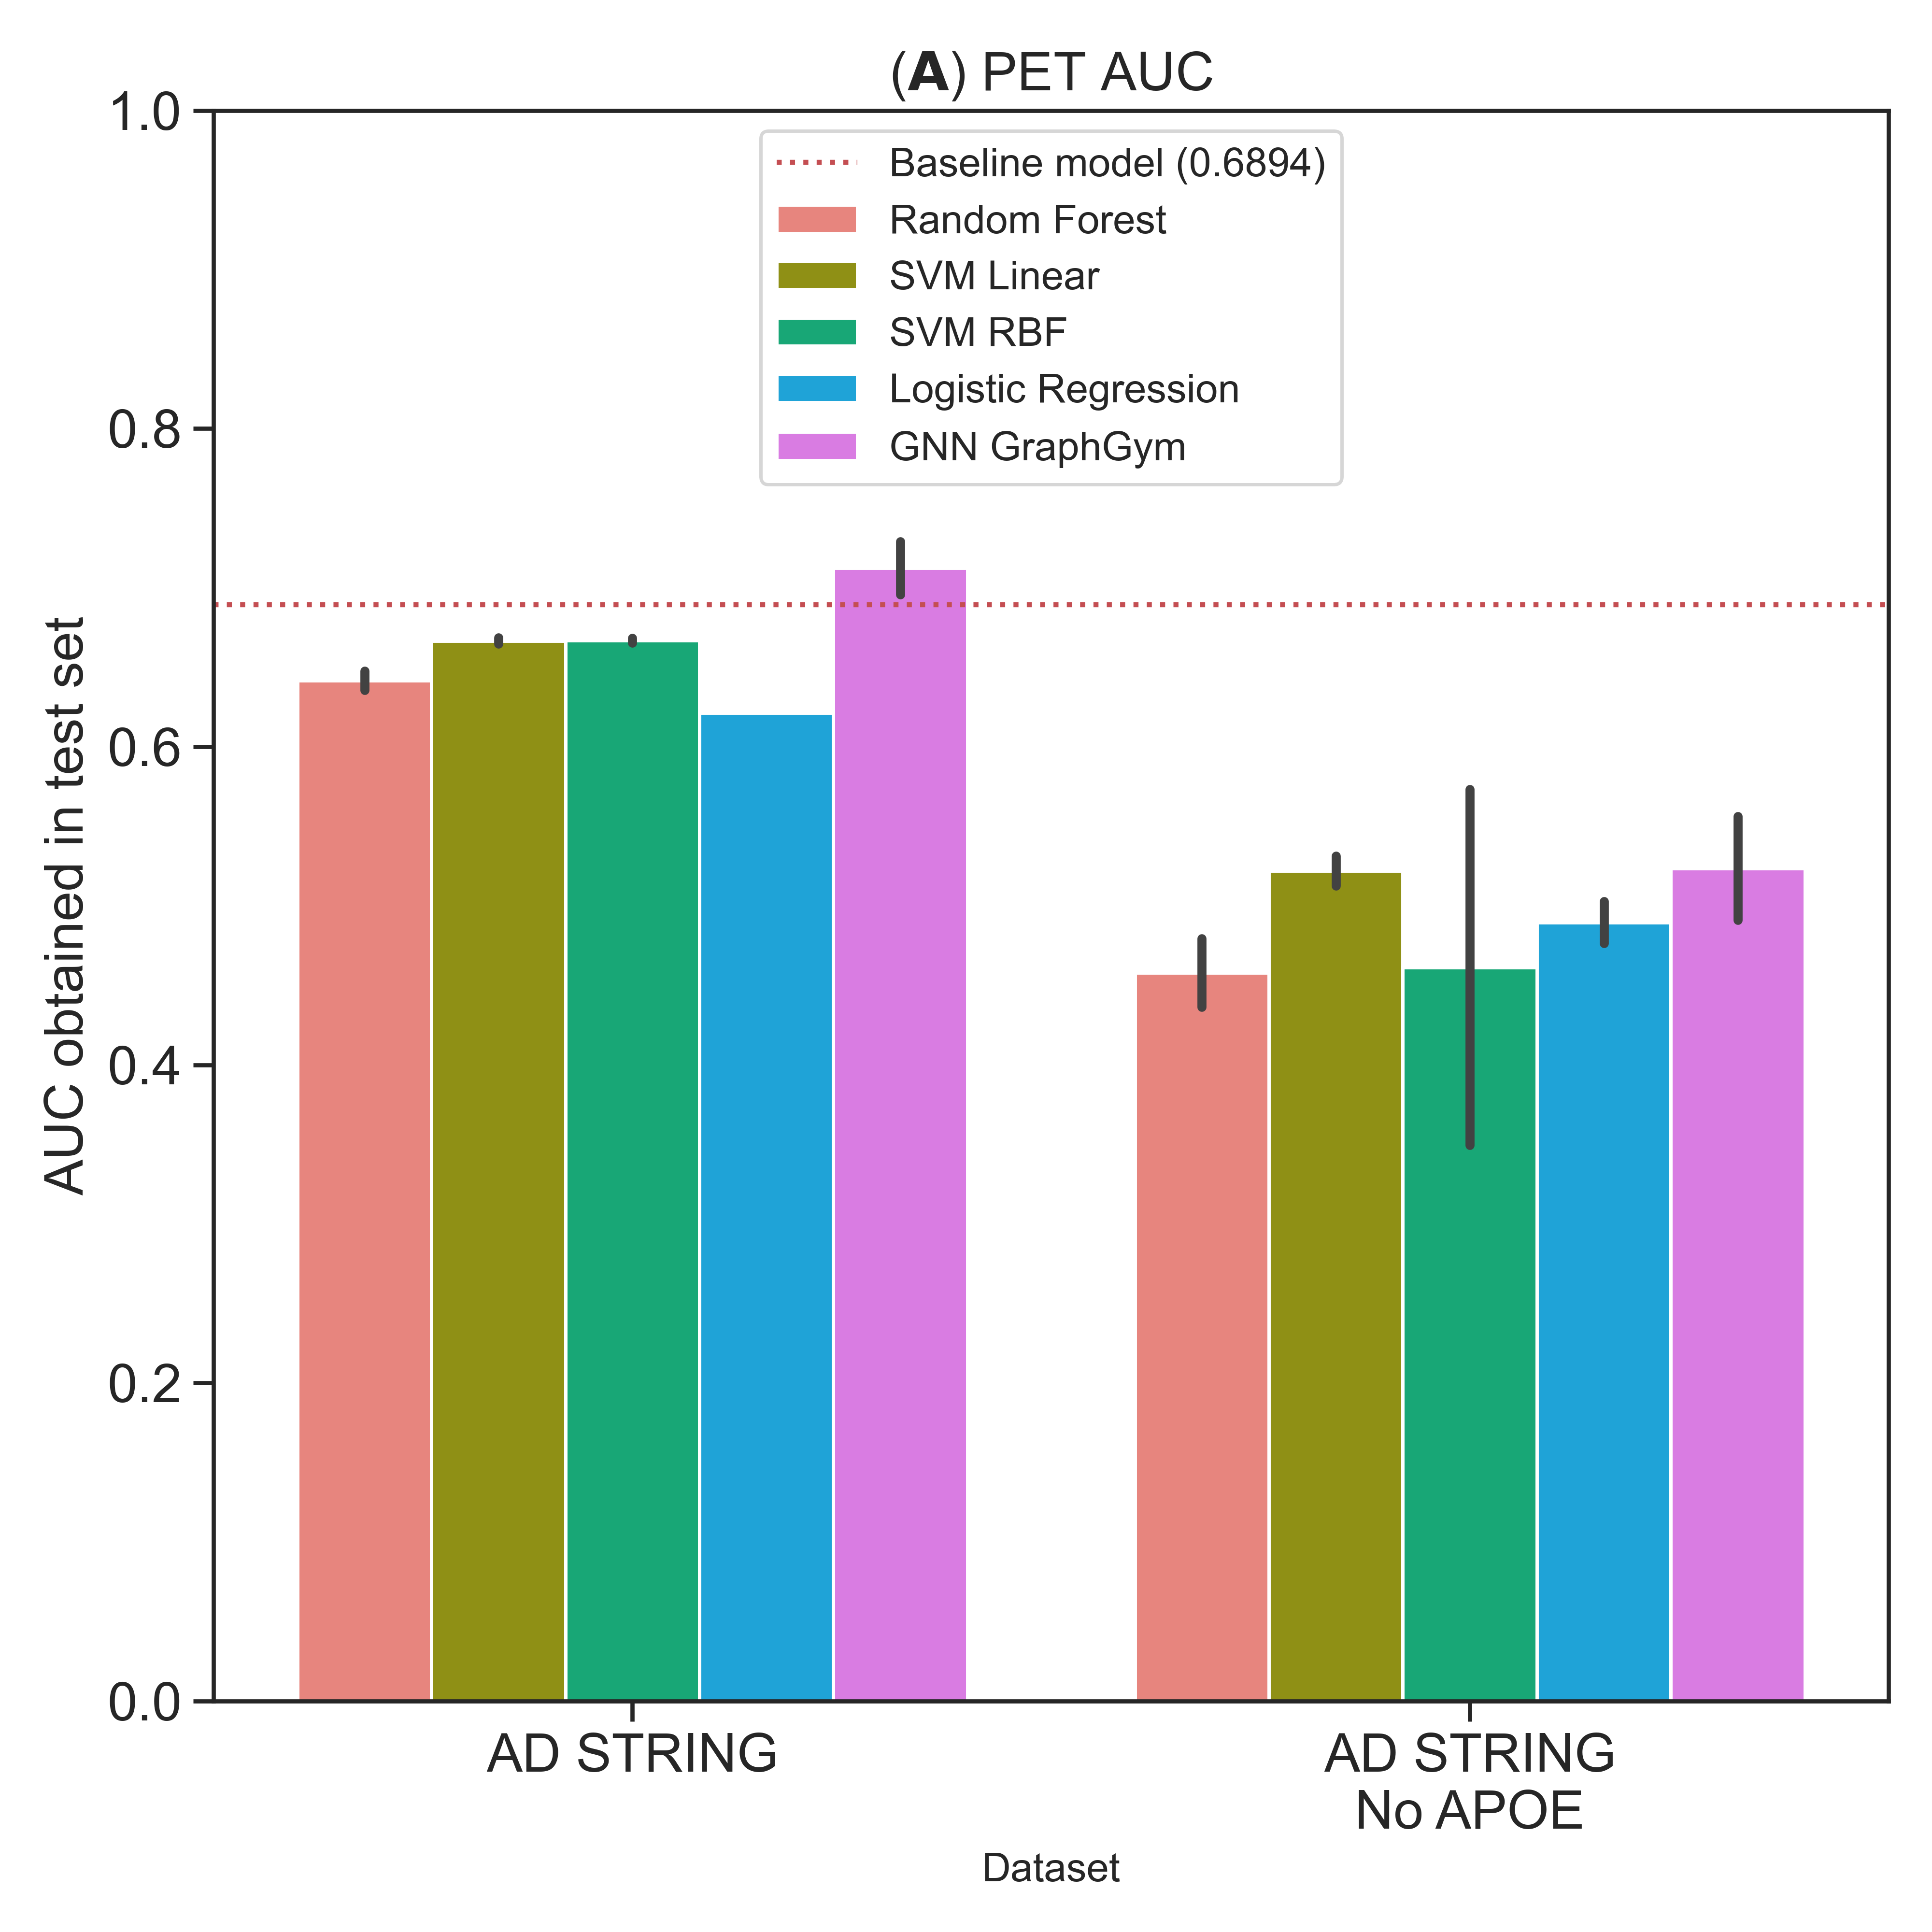 (A) PET AUC
1.0
0.8
0.6
0.4
0.2
0.0
AUC obtained in test set
Baseline model (0.6894)
Random Forest
SVM Linear
SVM RBF
Logistic Regression
GNN GraphGym
AD STRING
AD STRING
No APOE
Dataset